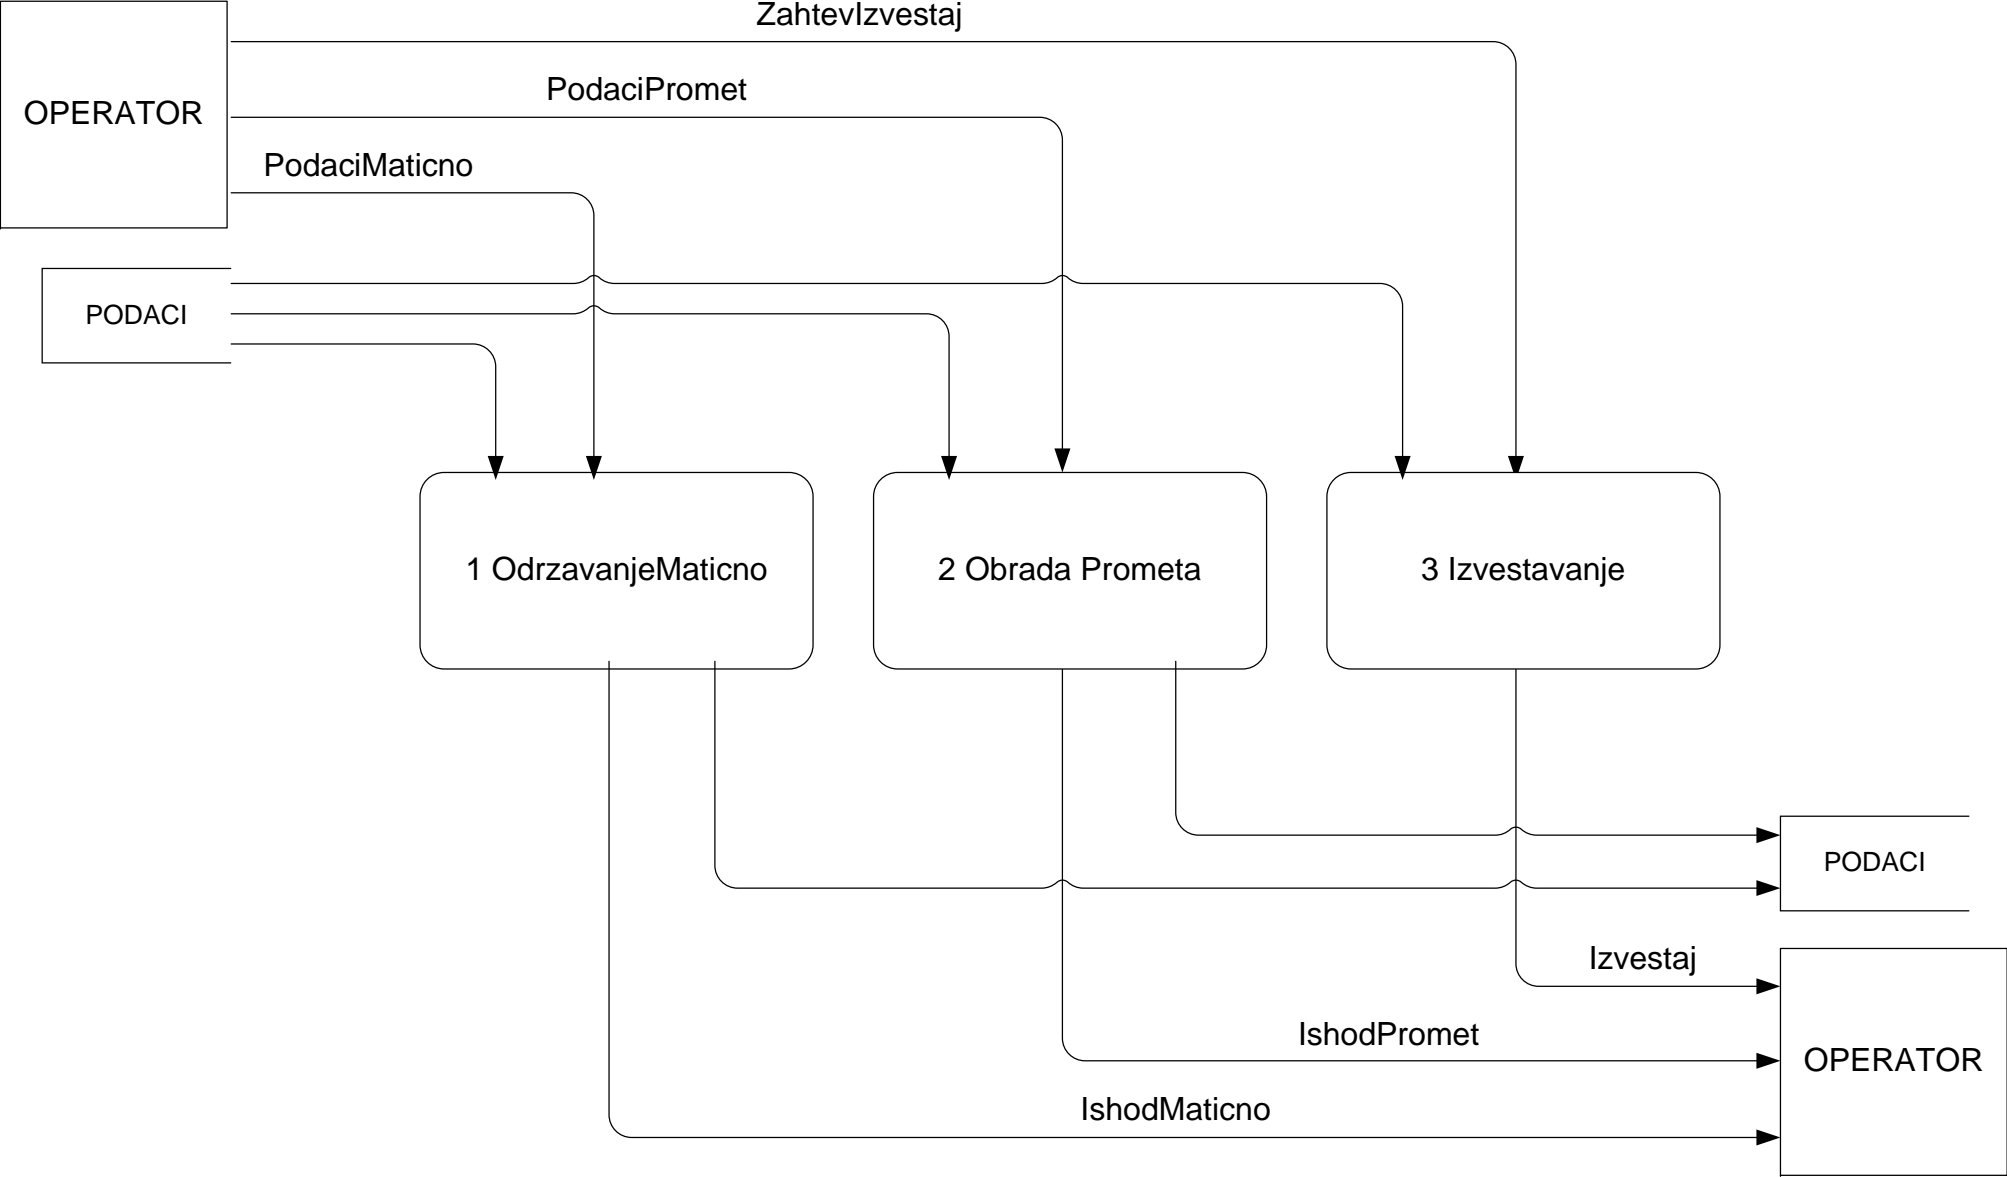 ZahtevIzvestaj
PodaciPromet
OPERATOR
PodaciMaticno
PODACI
1 OdrzavanjeMaticno
2 Obrada Prometa
3 Izvestavanje
PODACI
Izvestaj
IshodPromet
OPERATOR
IshodMaticno